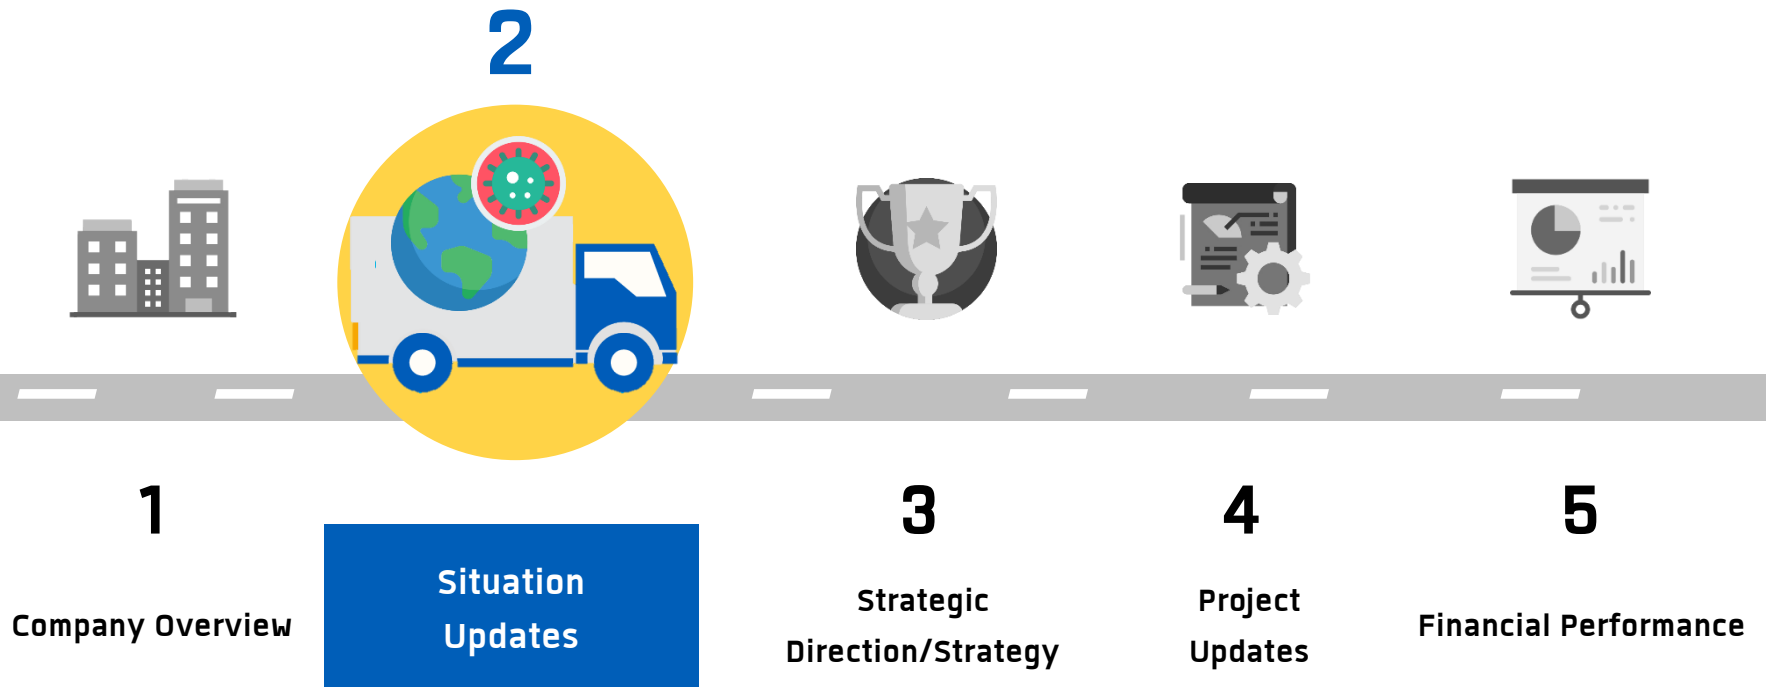 2
1
Company Overview
Situation
Updates
3
Strategic
Direction/Strategy
4
Project
Updates
5
Financial Performance